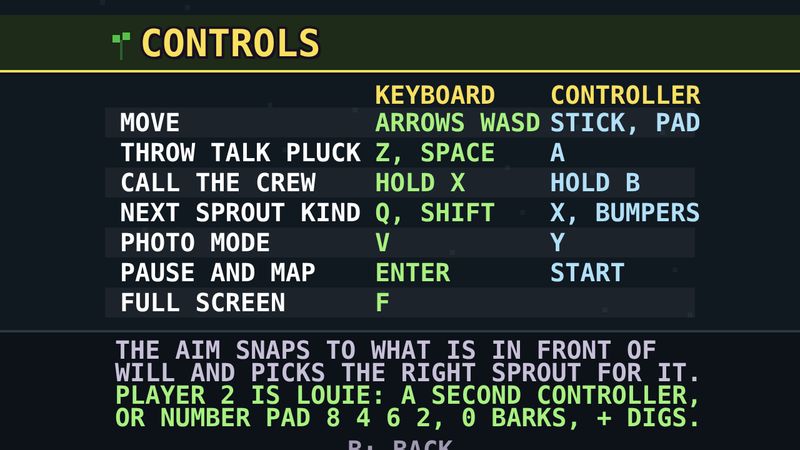 CONTROLS
KEYBOARD CONTROLLER
MOVE ARROWS WASD STICK, PAD
THROW TALK PLUCK Z, SPACE A
CALL THE CREW HOLD X HOLD B
NEXT SPROUT KIND Q, SHIFT X, BUMPERS
PHOTO MODE V Y
PAUSE AND MAP ENTER START
FULL SCREEN F
THE AIM SNAPS TO WHAT IS IN FRONT OF
WILL AND PICKS THE RIGHT SPROUT FOR IT.
PLAYER 2 IS LOUIE: A SECOND CONTROLLER,
OR NUMBER PAD 8 4 6 2, 0 BARKS, + DIGS.